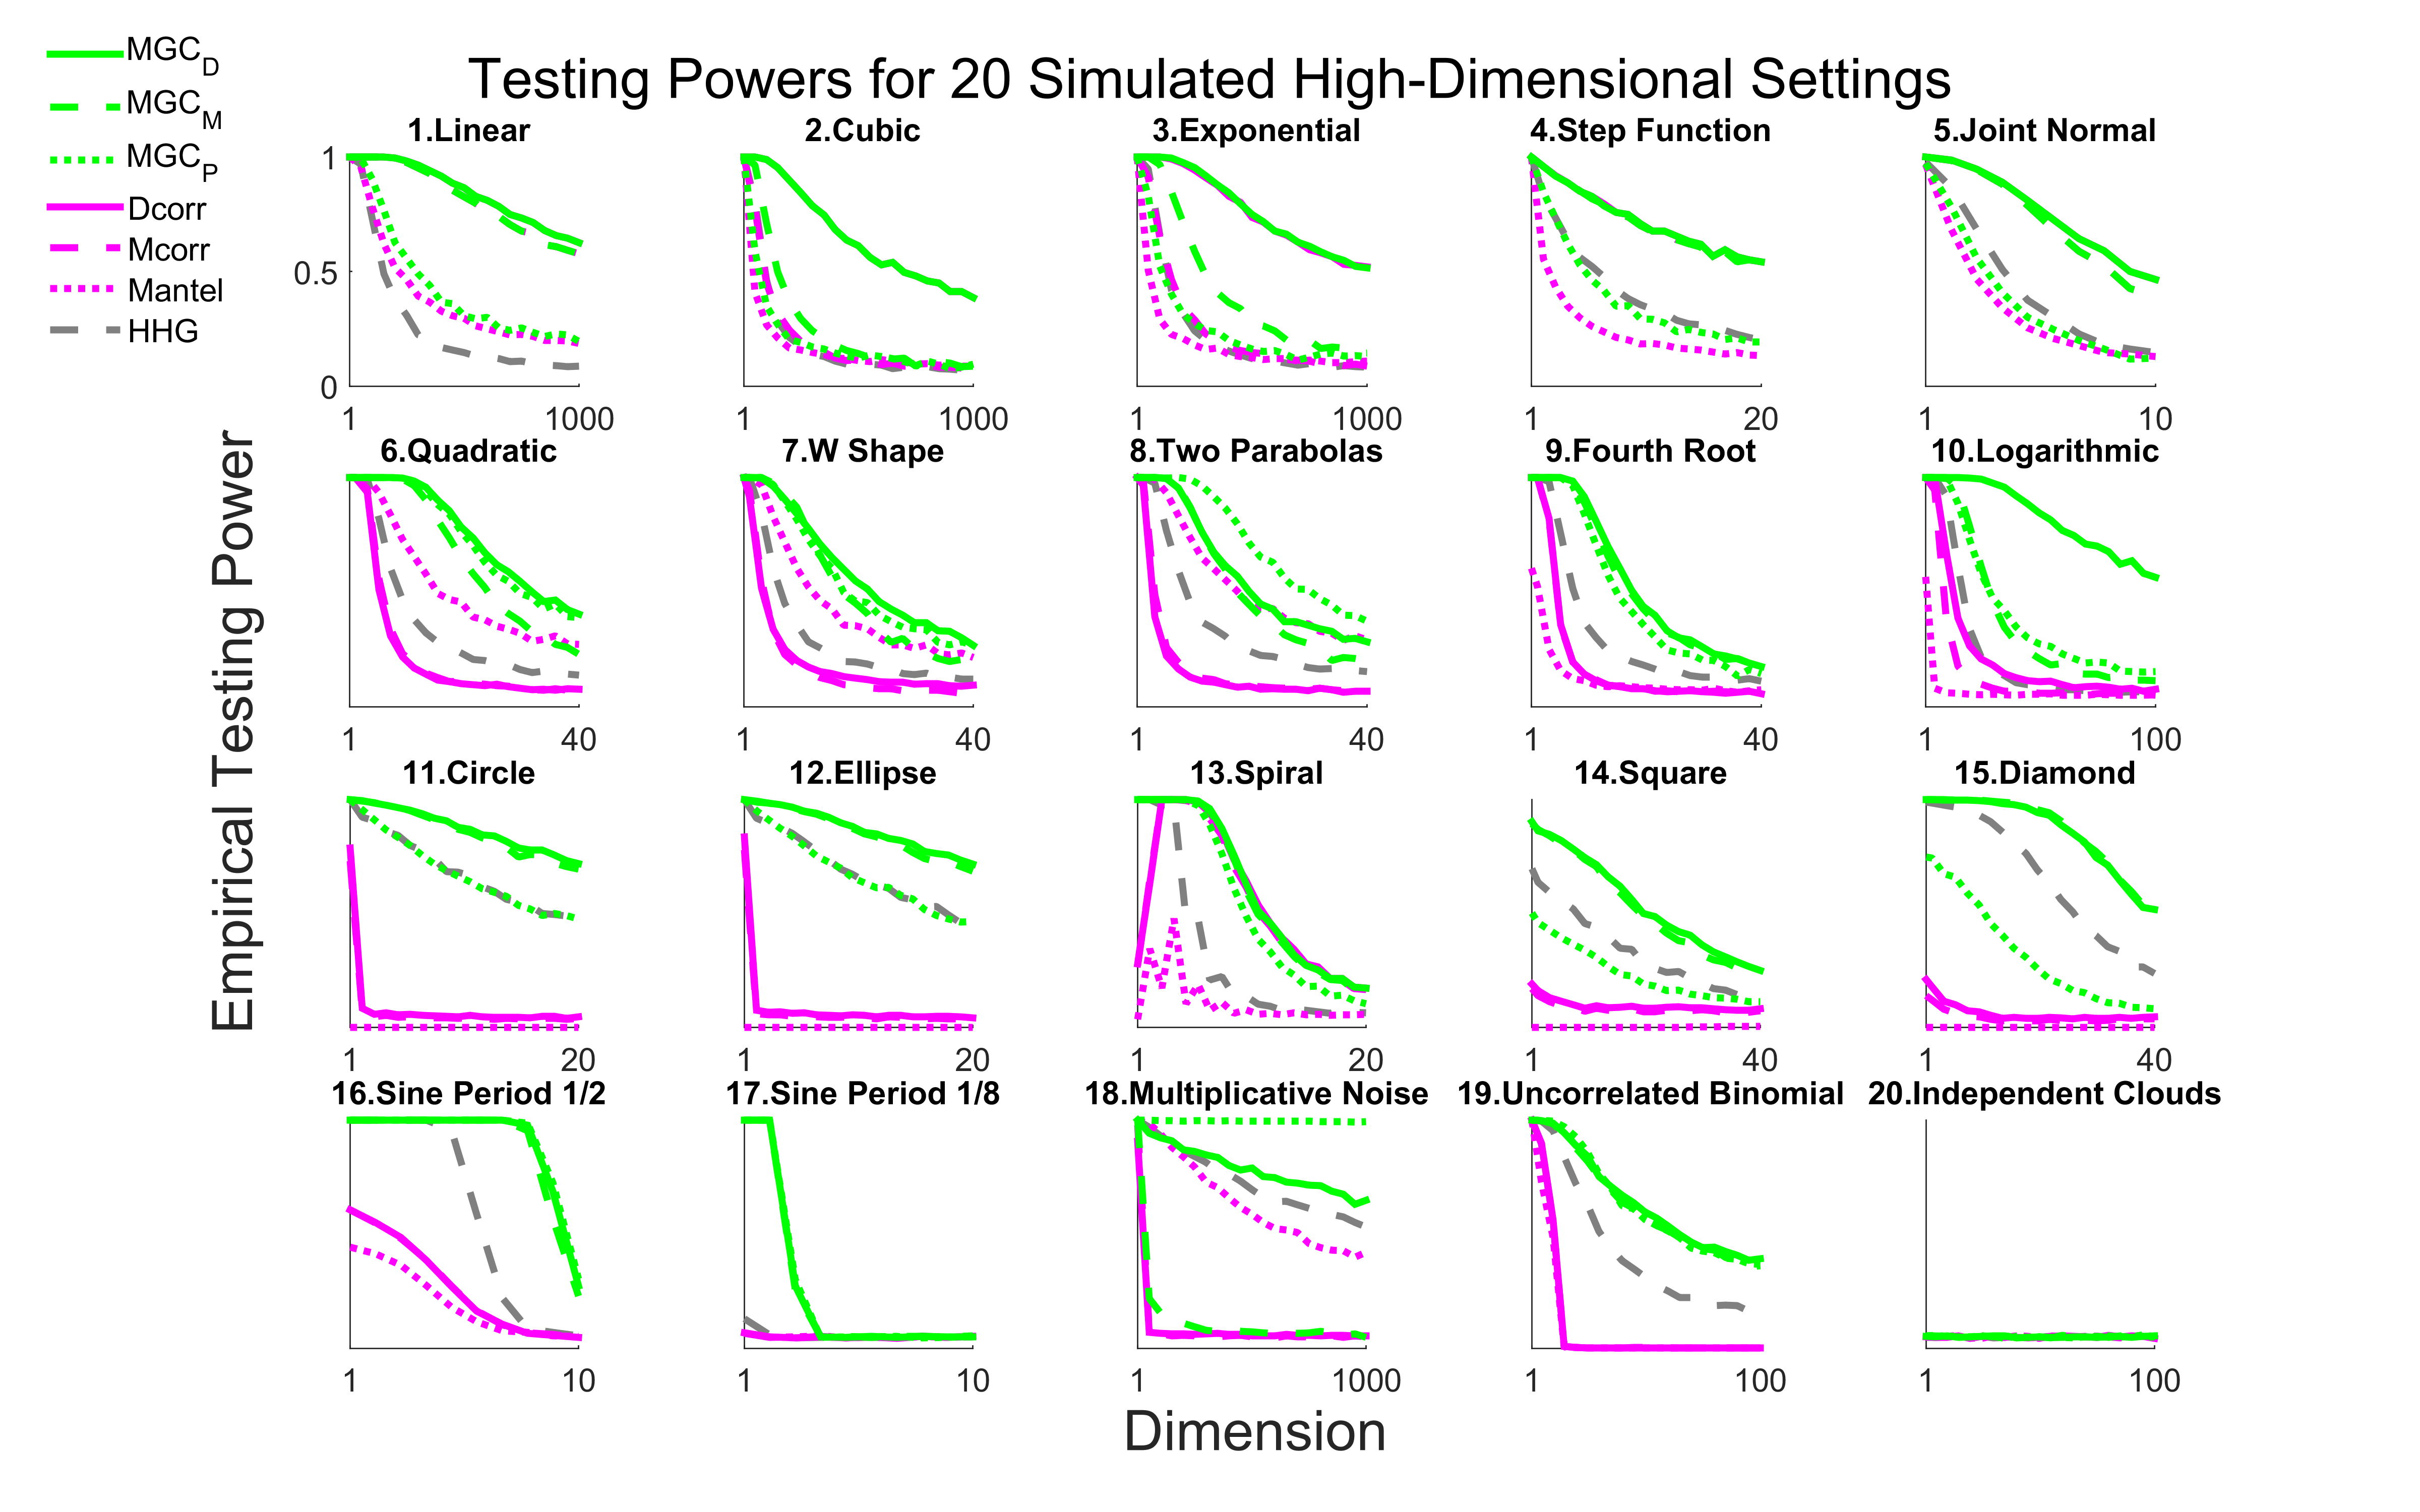 MGC_D
MGC_M
MGC_P
Dcorr
Mcorr
Mantel
HHG
Testing Powers for 20 Simulated High-Dimensional Settings
1.Linear
2.Cubic
3.Exponential
4.Step Function
5.Joint Normal
1
0.5
0
1 1000
1 1000
1 1000
1 20
1 10
Empirical Testing Power
6.Quadratic
7.W Shape
8.Two Parabolas
9.Fourth Root
10.Logarithmic
1 40
1 40
1 40
1 40
1 100
11.Circle
12.Ellipse
13.Spiral
14.Square
15.Diamond
1 20
1 20
1 20
1 40
1 40
16.Sine Period 1/2
17.Sine Period 1/8
18.Multiplicative Noise
19.Uncorrelated Binomial
20.Independent Clouds
1 10
1 10
1 1000
1 100
1 100
Dimension